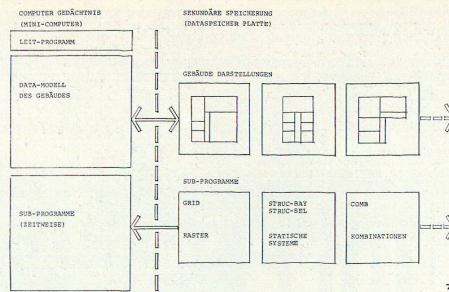 COMPUTER GEDÄCHTNIS
(MINI-COMPUTER)
SEKUNDÄRE SPEICHERUNG
(DATASPEICHER PLATTE)
LEIT-PROGRAMM
DATA-MODELL
DES GEBÄUDES
GEBÄUDE DARSTELLUNGEN
SUB-PROGRAMME
(ZEITWEISE)
SUB-PROGRAMME
GRID
RASTER
STRUC-BAY
STRUC-SEL
STATISCHE
SYSTEME
COMB
KOMBINATIONEN